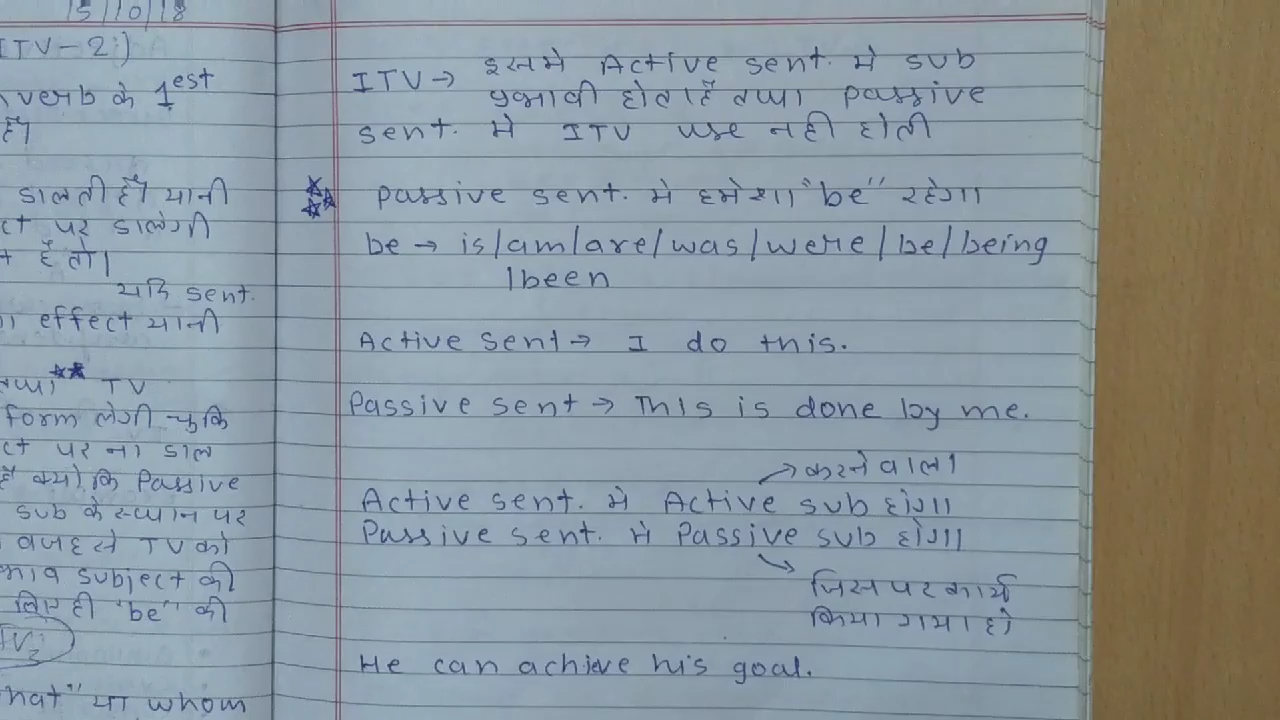 15/10/18
ITV-2:)
verb के 1est
है।
डालती है। यानी
ct पर डालेगी
है तो।
यदि sent.
effect यानी
तथा TV
form लेगी चुकि
ct पर ना डाल
है क्यो कि Passive
sub के स्थान पर
वजह से TV को
subject की
लिए ही "be" की
TV3
hat" या whom
ITV → इसमे Active sent. मे sub
प्रभावी होता है तथा passive
sent. मे ITV use नही होती
passive sent. मे हमेशा "be" रहेगा
be → is/am/are/was/were/be/being
/been
Active sent → I do this.
Passive sent → This is done by me.
→ करने वाला
Active sent. मे Active sub होगा
Passive sent. मे Passive sub होगा
→ जिस पर कार्य
किया गया हो
He can achieve his goal.